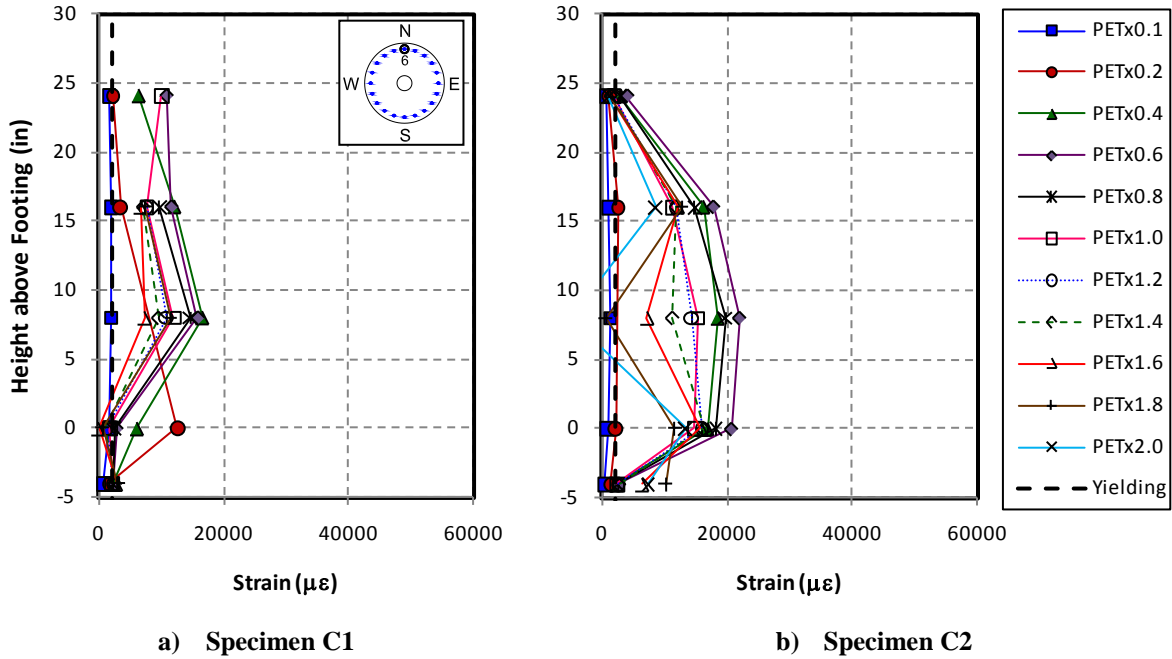 30
25
20
15
10
5
0
-5
Height above Footing (in)
0 20000 40000 60000
Strain (με)
N
6
W E
S
a) Specimen C1
30
25
20
15
10
5
0
-5
0 20000 40000 60000
Strain (με)
b) Specimen C2
PETx0.1
PETx0.2
PETx0.4
PETx0.6
PETx0.8
PETx1.0
PETx1.2
PETx1.4
PETx1.6
PETx1.8
PETx2.0
Yielding